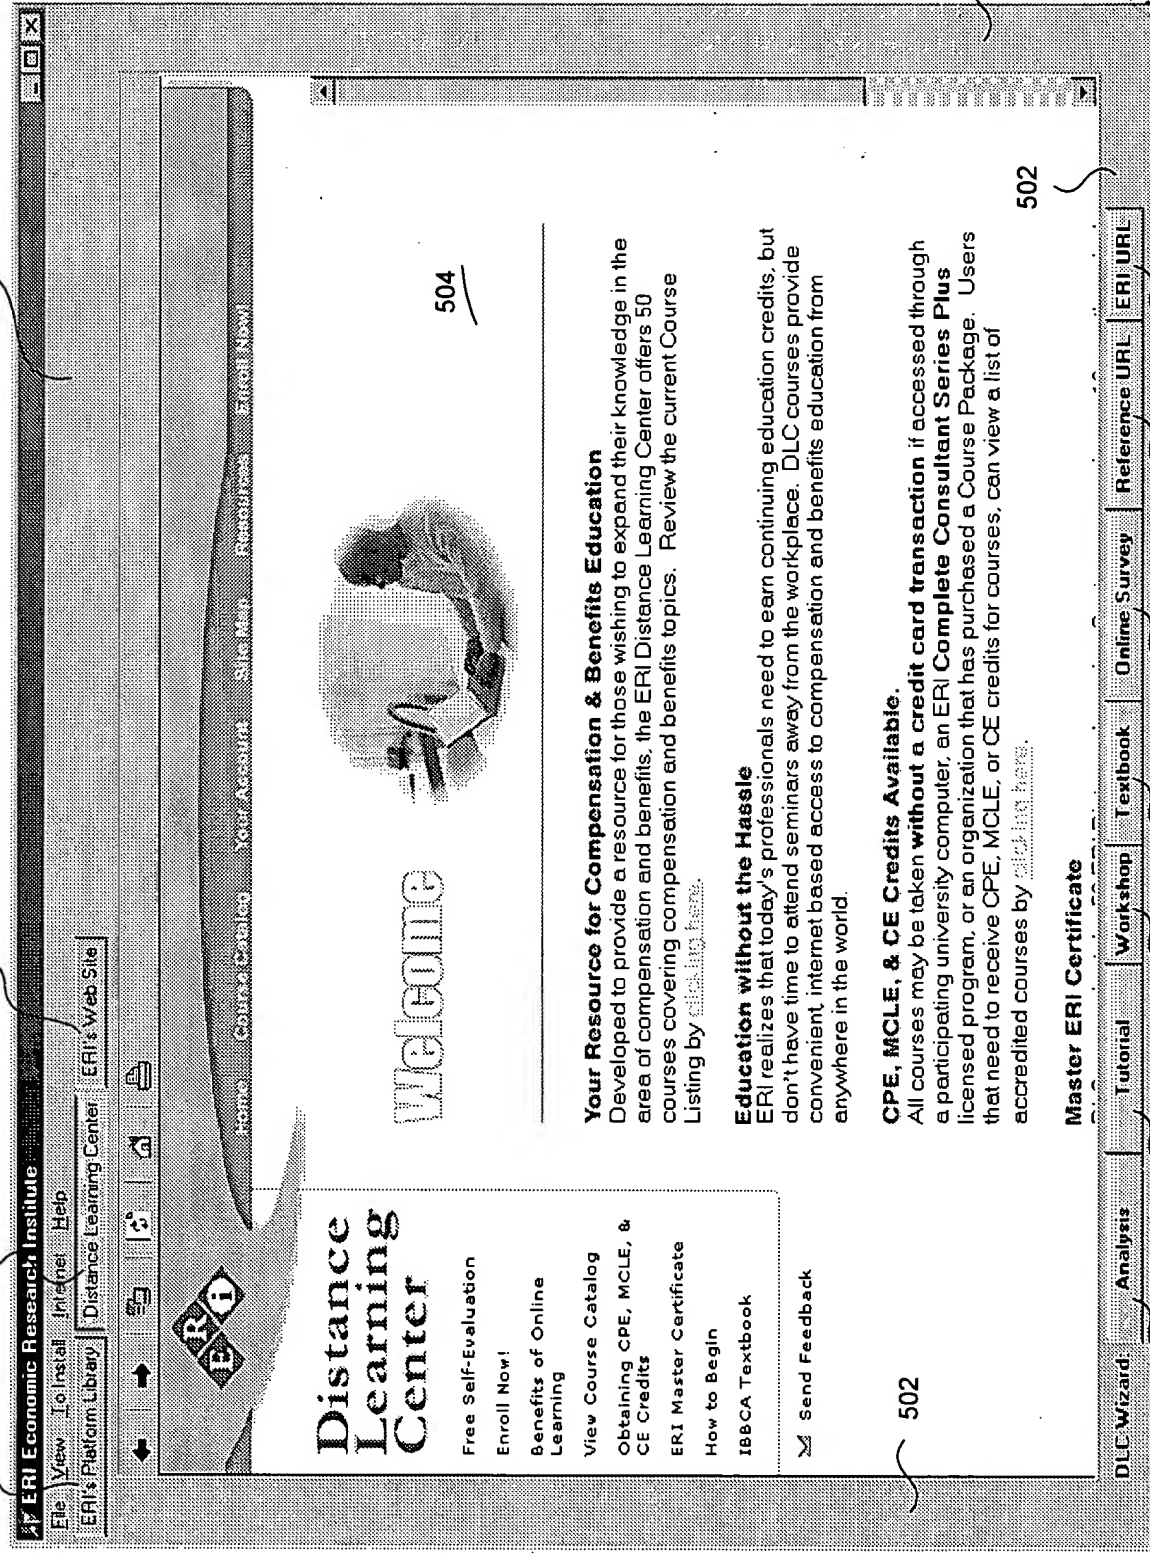 ERI Economic Research Institute
File View To Install Internet Help
ERI's Platform Library Distance Learning Center ERI's Web Site
Home Course Catalog Your Account Site Map Resources Enroll Now!
E R i
Distance
Learning
Center
Free Self-Evaluation
Enroll Now!
Benefits of Online
Learning
View Course Catalog
Obtaining CPE, MCLE, &
CE Credits
ERI Master Certificate
How to Begin
IBBCA Textbook
Send Feedback
502
Welcome
504
Your Resource for Compensation & Benefits Education
Developed to provide a resource for those wishing to expand their knowledge in the
area of compensation and benefits, the ERI Distance Learning Center offers 50
courses covering compensation and benefits topics. Review the current Course
Listing by clicking here.
Education without the Hassle
ERI realizes that today's professionals need to earn continuing education credits, but
don't have time to attend seminars away from the workplace. DLC courses provide
convenient, internet based access to compensation and benefits education from
anywhere in the world.
CPE, MCLE, & CE Credits Available.
All courses may be taken without a credit card transaction if accessed through
a participating university computer, an ERI Complete Consultant Series Plus
licensed program, or an organization that has purchased a Course Package. Users
that need to receive CPE, MCLE, or CE credits for courses, can view a list of
accredited courses by clicking here.
502
Master ERI Certificate
DLC-Wizard: Analysis Tutorial Workshop Textbook Online Survey Reference URL ERI URL